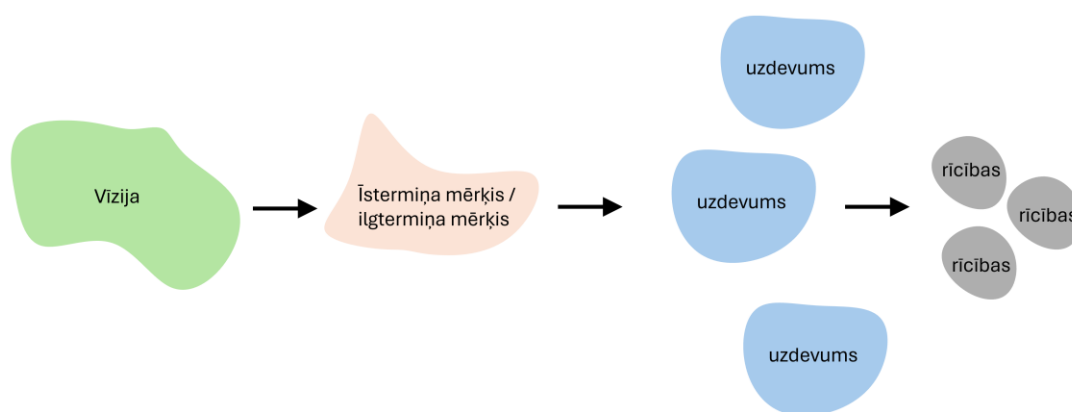 Vīzija
Īstermiņa mērķis /
ilgtermiņa mērķis
uzdevums
uzdevums
uzdevums
rīcības
rīcības
rīcības